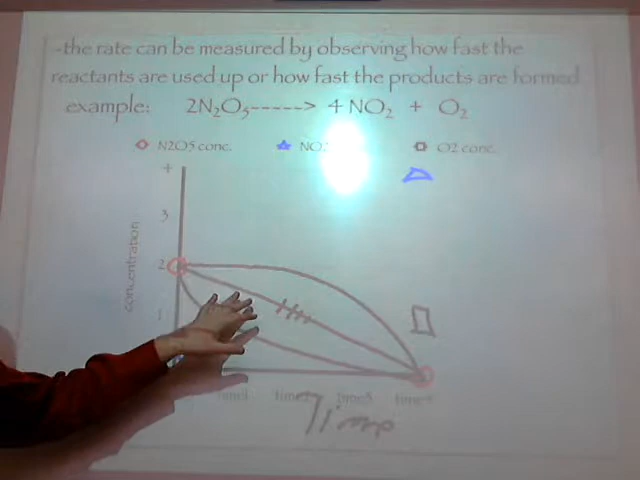 -the rate can be measured by observing how fast the
reactants are used up or how fast the products are formed
example: 2N₂O₅-----> 4 NO₂ + O₂
N2O5 conc. NO O2 conc.
3
concentration
2
1
time1 time2 time3 time4
Time